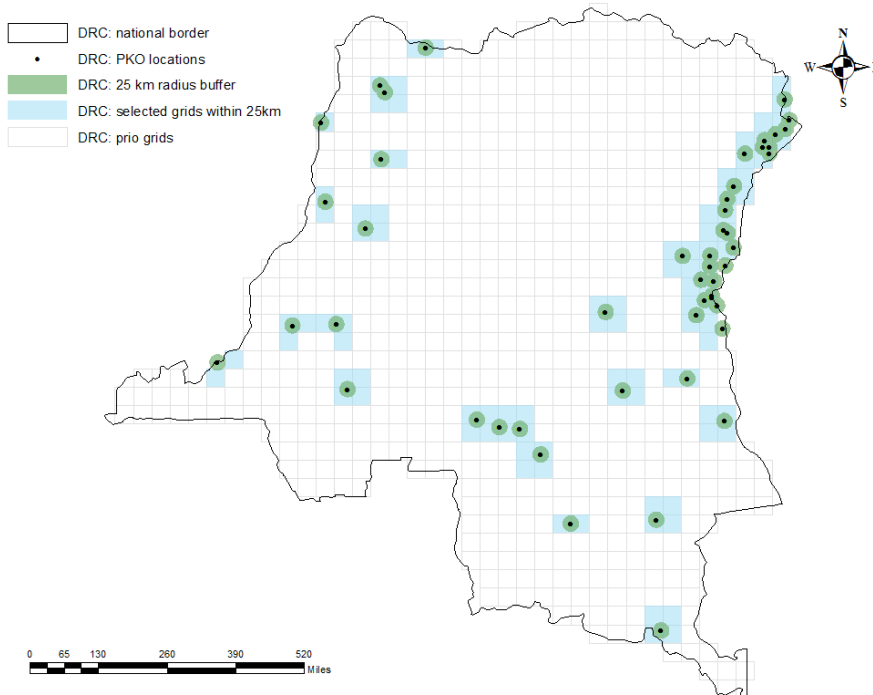 DRC: national border
DRC: PKO locations
DRC: 25 km radius buffer
DRC: selected grids within 25km
DRC: prio grids
N
W
S
0 65 130 260 390 520
Miles